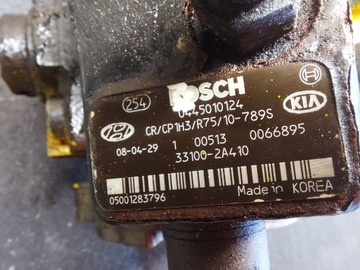 254 BOSCH
0445010124
CR/CP1H3/R75/10-789S
KIA
08-04-29 1 00513 0066895
33100-2A410
Made in KOREA
05001283796